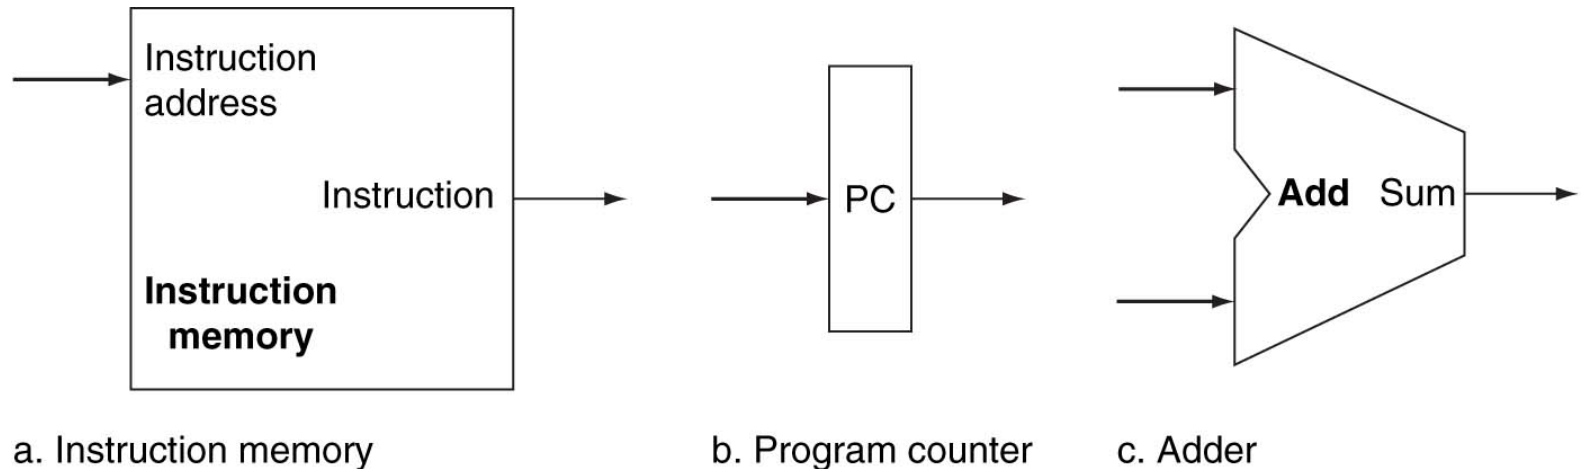 Instruction
address
Instruction
Instruction
memory
a. Instruction memory
PC
b. Program counter
Add Sum
c. Adder